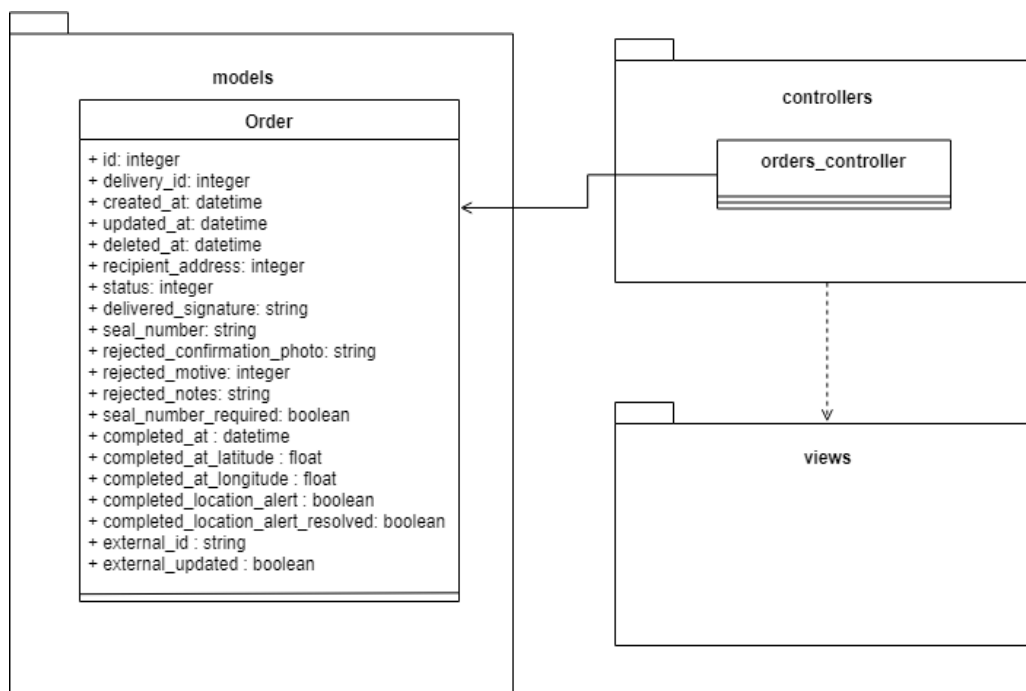 models
Order
+ id: integer
+ delivery_id: integer
+ created_at: datetime
+ updated_at: datetime
+ deleted_at: datetime
+ recipient_address: integer
+ status: integer
+ delivered_signature: string
+ seal_number: string
+ rejected_confirmation_photo: string
+ rejected_motive: integer
+ rejected_notes: string
+ seal_number_required: boolean
+ completed_at : datetime
+ completed_at_latitude : float
+ completed_at_longitude : float
+ completed_location_alert : boolean
+ completed_location_alert_resolved: boolean
+ external_id : string
+ external_updated : boolean
controllers
orders_controller
views